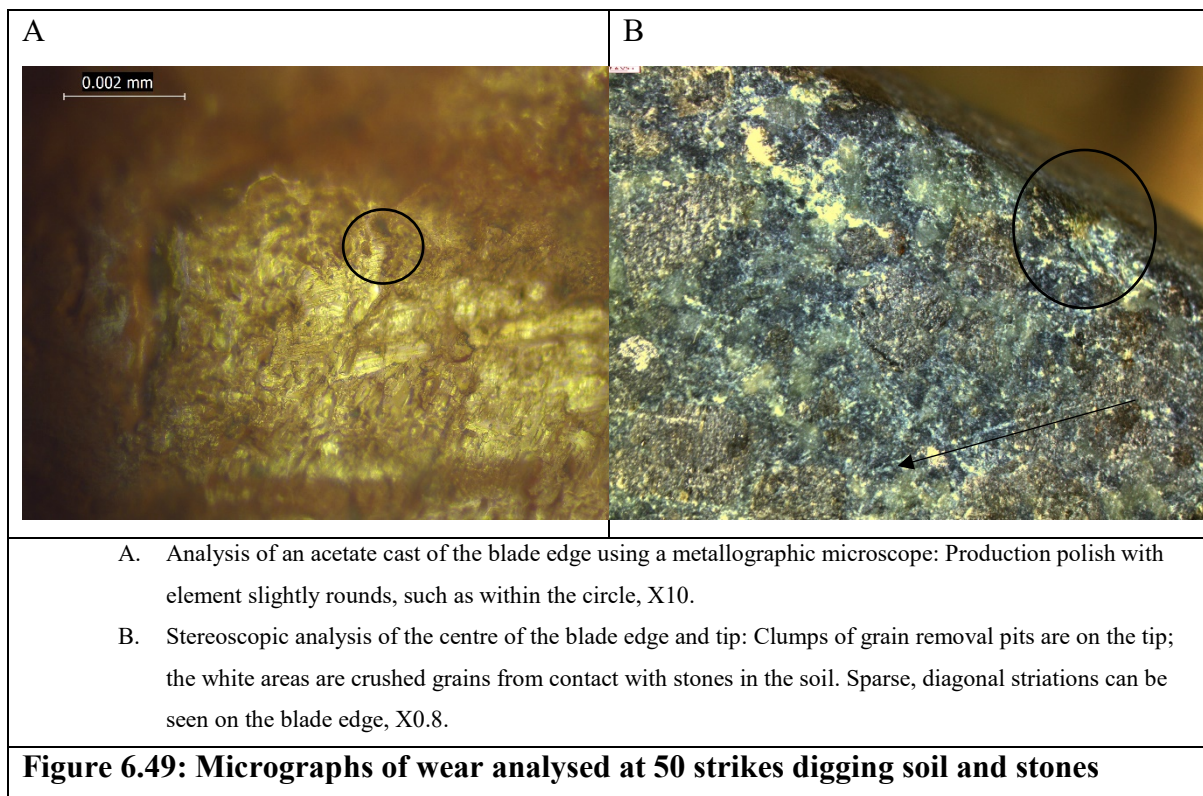 A
B
0.002 mm
A. Analysis of an acetate cast of the blade edge using a metallographic microscope: Production polish with
element slightly rounds, such as within the circle, X10.
B. Stereoscopic analysis of the centre of the blade edge and tip: Clumps of grain removal pits are on the tip;
the white areas are crushed grains from contact with stones in the soil. Sparse, diagonal striations can be
seen on the blade edge, X0.8.
Figure 6.49: Micrographs of wear analysed at 50 strikes digging soil and stones